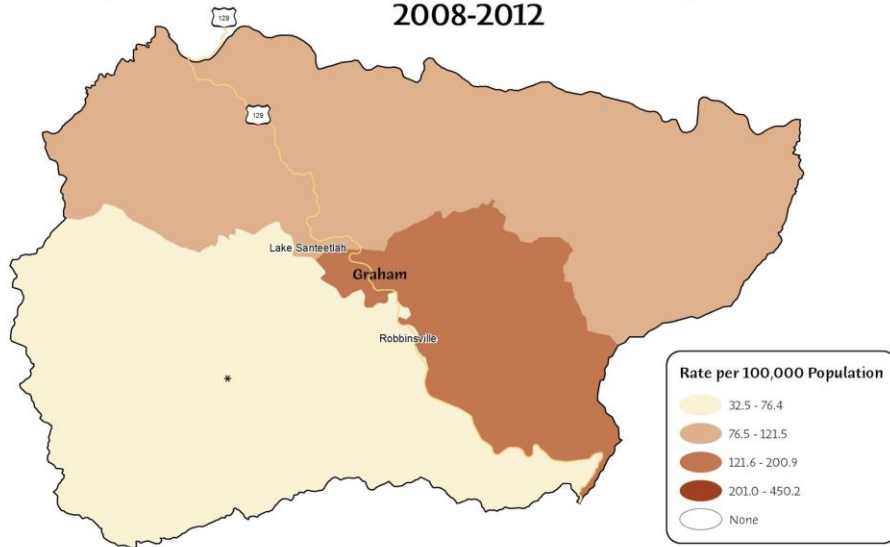 2008-2012
129
129
Lake Santeetlah
Graham
Robbinsville
*
Rate per 100,000 Population
32.5 - 76.4
76.5 - 121.5
121.6 - 200.9
201.0 - 450.2
None